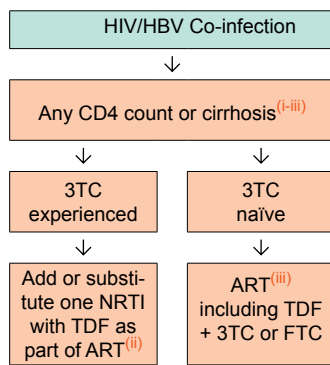 HIV/HBV Co-infection
Any CD4 count or cirrhosis(i-iii)
3TC
experienced
3TC
naïve
Add or substi-
tute one NRTI
with TDF as
part of ART(ii)
ART(iii)
including TDF
+ 3TC or FTC